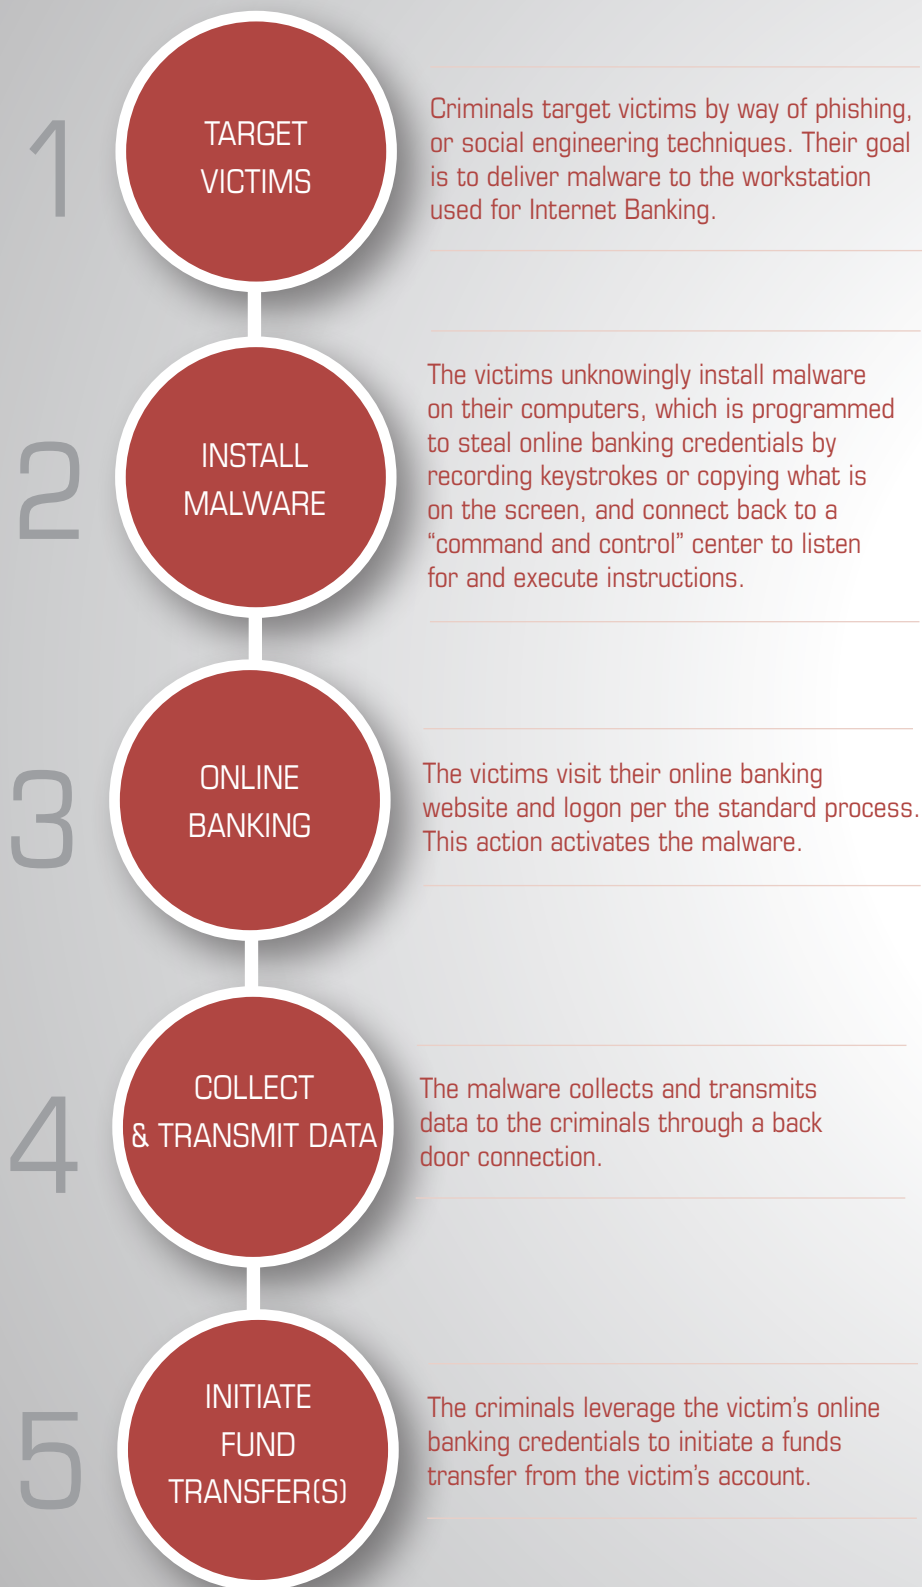 1
TARGET
VICTIMS
Criminals target victims by way of phishing,
or social engineering techniques. Their goal
is to deliver malware to the workstation
used for Internet Banking.
2
INSTALL
MALWARE
The victims unknowingly install malware
on their computers, which is programmed
to steal online banking credentials by
recording keystrokes or copying what is
on the screen, and connect back to a
“command and control” center to listen
for and execute instructions.
3
ONLINE
BANKING
The victims visit their online banking
website and logon per the standard process.
This action activates the malware.
4
COLLECT
& TRANSMIT DATA
The malware collects and transmits
data to the criminals through a back
door connection.
5
INITIATE
FUND
TRANSFER(S)
The criminals leverage the victim’s online
banking credentials to initiate a funds
transfer from the victim’s account.